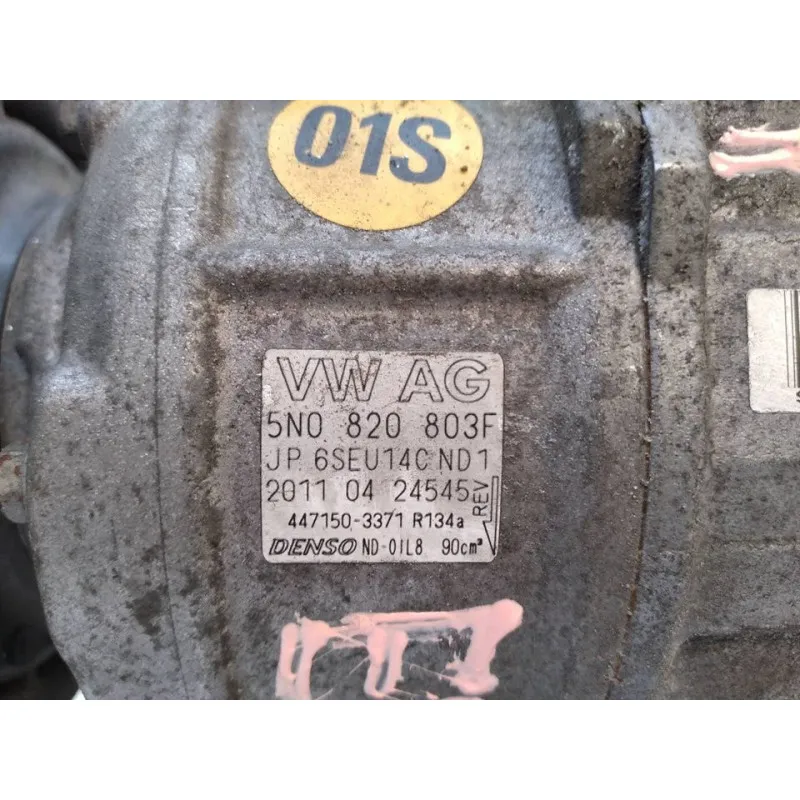 01S
VW AG
5N0 820 803F
JP 6SEU14C ND1
2011 04 24545
REV
447150-3371 R134a
DENSO ND-OIL8 90cm³